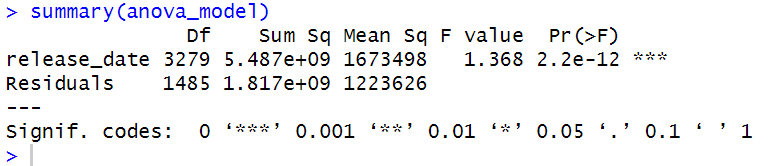 > summary(anova_model)
               Df    Sum Sq Mean Sq F value  Pr(>F)
release_date 3279 5.487e+09 1673498   1.368 2.2e-12 ***
Residuals    1485 1.817e+09 1223626
---
Signif. codes:  0 ‘***’ 0.001 ‘**’ 0.01 ‘*’ 0.05 ‘.’ 0.1 ‘ ’ 1
>